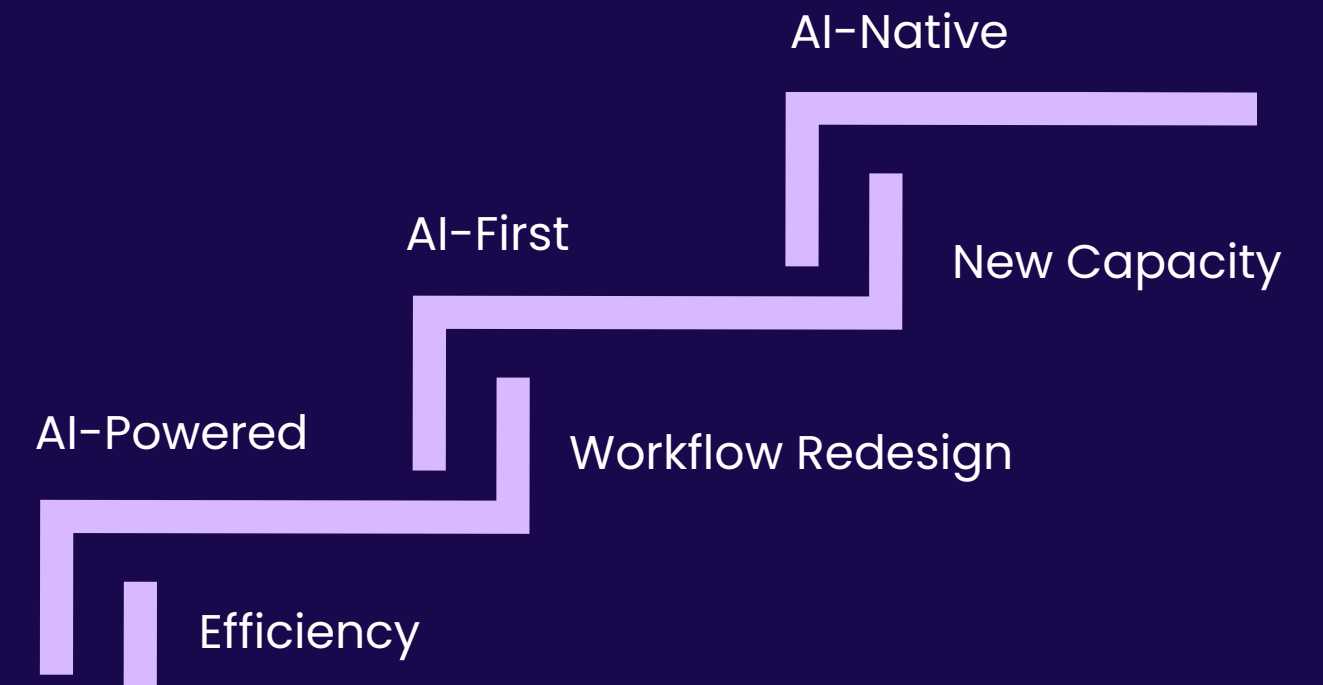 AI-Native
AI-First
New Capacity
AI-Powered
Workflow Redesign
Efficiency